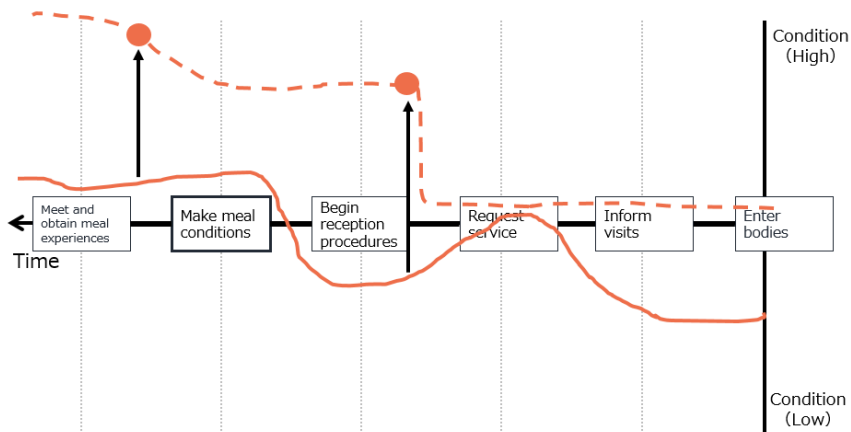 Condition
(High)
Meet and
obtain meal
experiences
Make meal
conditions
Begin
reception
procedures
Request
service
Inform
visits
Enter
bodies
Time
Condition
(Low)